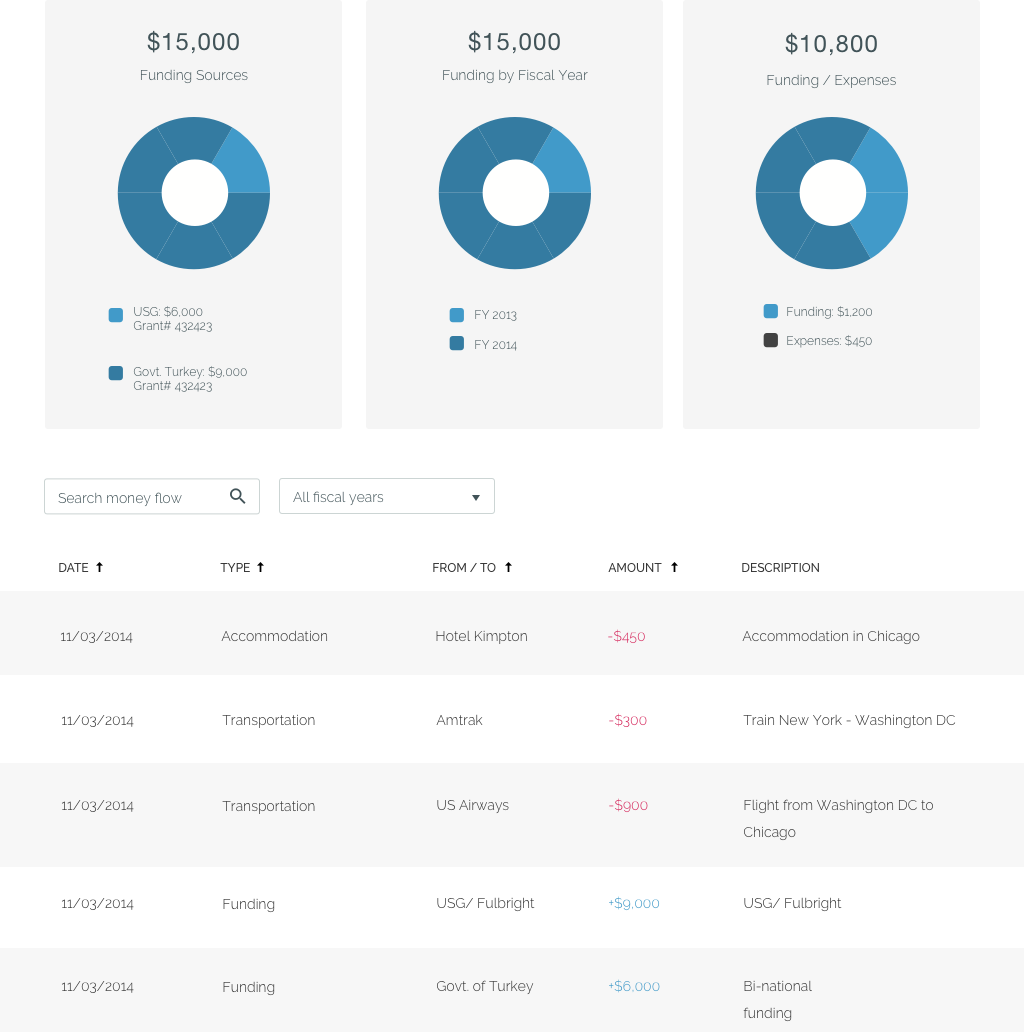 $15,000
Funding Sources
USG: $6,000
Grant# 432423
Govt. Turkey: $9,000
Grant# 432423
$15,000
Funding by Fiscal Year
FY 2013
FY 2014
$10,800
Funding / Expenses
Funding: $1,200
Expenses: $450
Search money flow
All fiscal years
DATE TYPE FROM / TO AMOUNT DESCRIPTION
11/03/2014 Accommodation Hotel Kimpton -$450 Accommodation in Chicago
11/03/2014 Transportation Amtrak -$300 Train New York - Washington DC
11/03/2014 Transportation US Airways -$900 Flight from Washington DC to
Chicago
11/03/2014 Funding USG/ Fulbright +$9,000 USG/ Fulbright
11/03/2014 Funding Govt. of Turkey +$6,000 Bi-national
funding